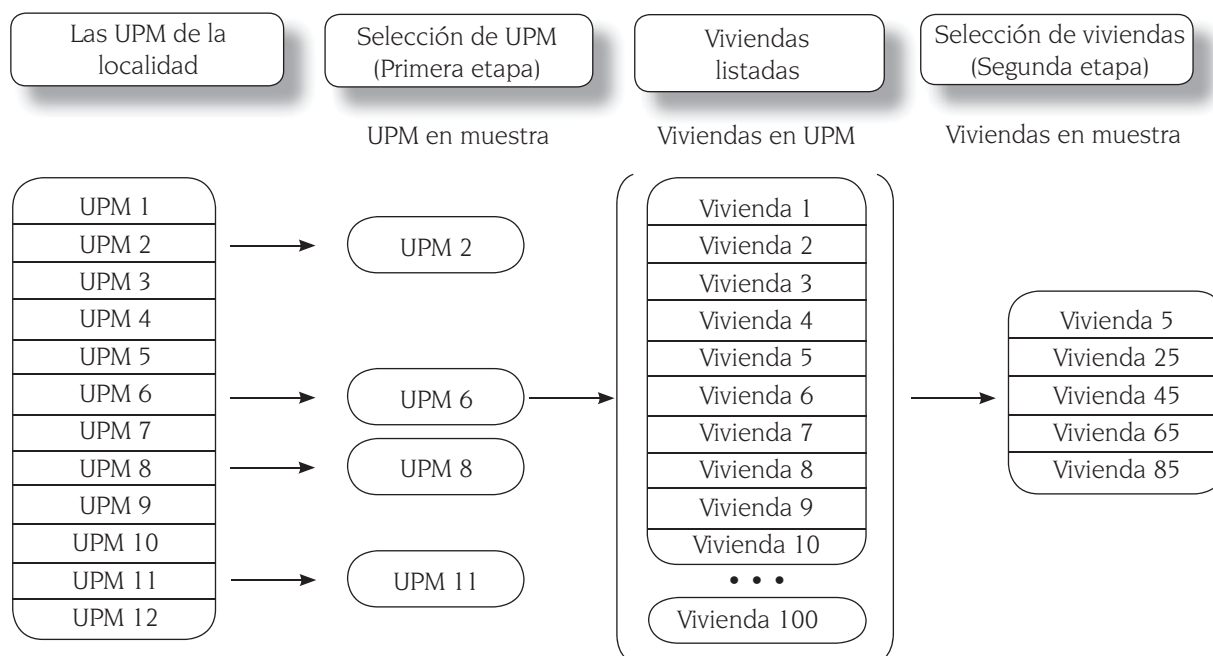 Las UPM de la
localidad
Selección de UPM
(Primera etapa)
Viviendas
listadas
Selección de viviendas
(Segunda etapa)
UPM en muestra
Viviendas en UPM
Viviendas en muestra
UPM 1
UPM 2
UPM 3
UPM 4
UPM 5
UPM 6
UPM 7
UPM 8
UPM 9
UPM 10
UPM 11
UPM 12
UPM 2
UPM 6
UPM 8
UPM 11
Vivienda 1
Vivienda 2
Vivienda 3
Vivienda 4
Vivienda 5
Vivienda 6
Vivienda 7
Vivienda 8
Vivienda 9
Vivienda 10
• • •
Vivienda 100
Vivienda 5
Vivienda 25
Vivienda 45
Vivienda 65
Vivienda 85